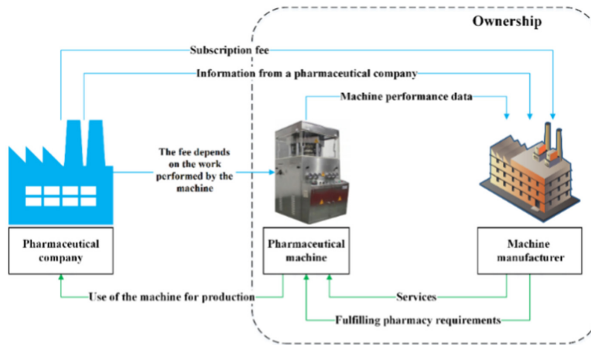 Ownership
Subscription fee
Information from a pharmaceutical company
Machine performance data
The fee depends
on the work
performed by the
machine
Pharmaceutical
company
Pharmaceutical
machine
Machine
manufacturer
Use of the machine for production
Services
Fulfilling pharmacy requirements